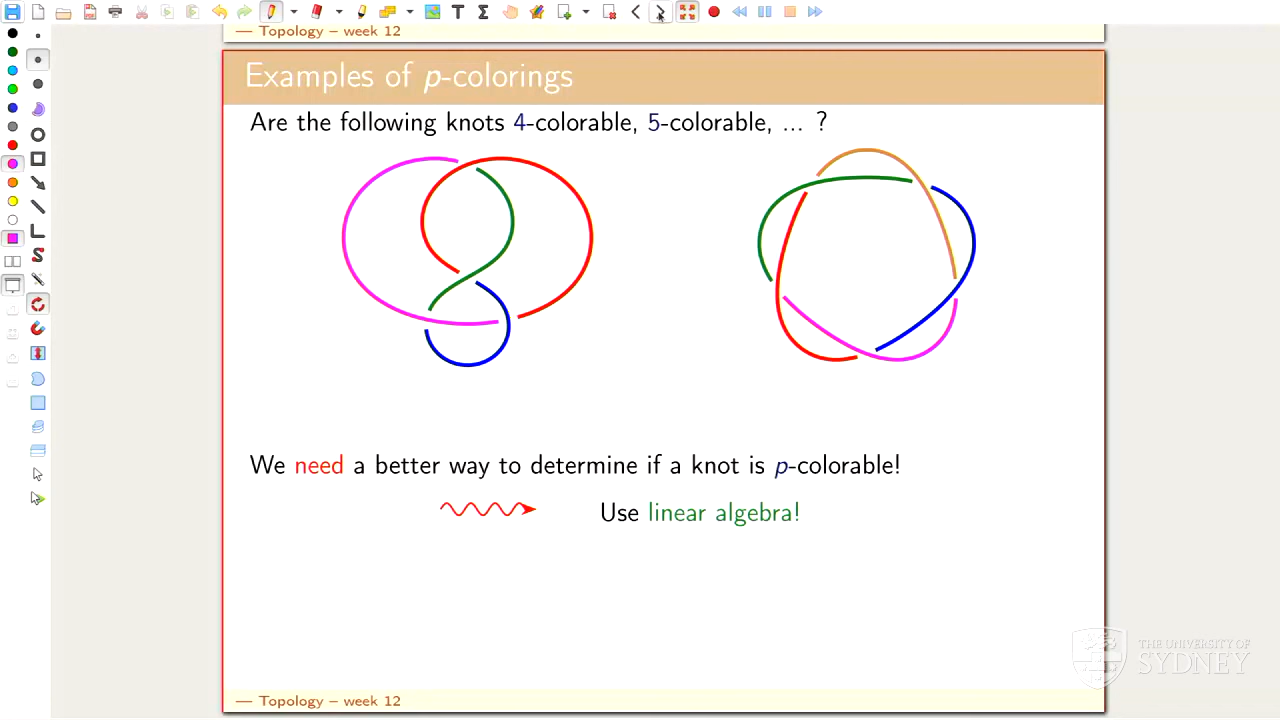 — Topology – week 12
Examples of p-colorings
Are the following knots 4-colorable, 5-colorable, ... ?
We need a better way to determine if a knot is p-colorable!
Use linear algebra!
THE UNIVERSITY OF
SYDNEY
— Topology – week 12